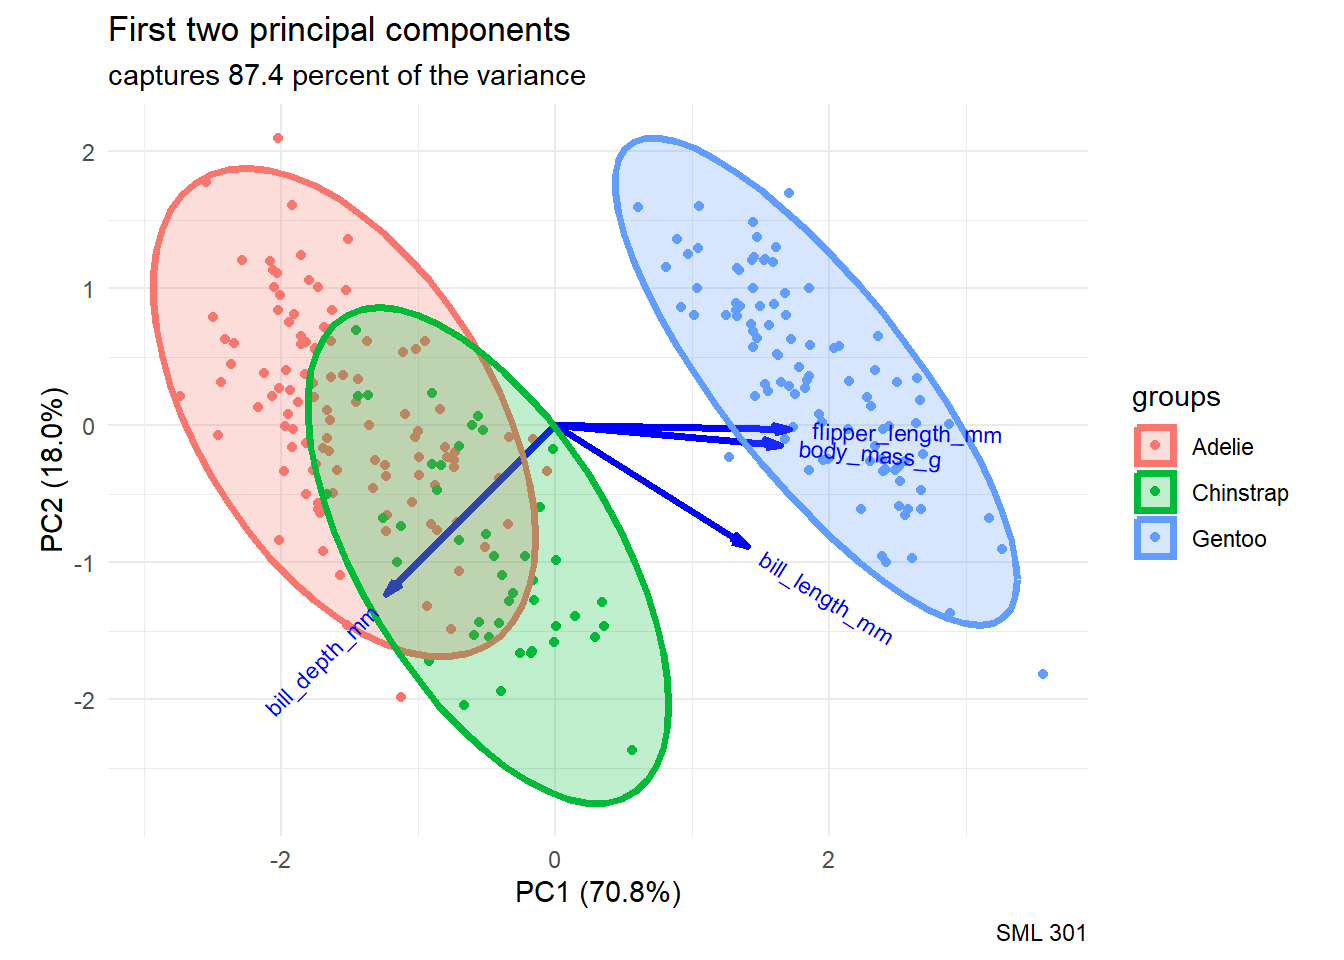 First two principal components
captures 87.4 percent of the variance
2
1
0
-1
-2
PC2 (18.0%)
flipper_length_mm
body_mass_g
bill_length_mm
bill_depth_mm
-2
0
2
PC1 (70.8%)
groups
Adelie
Chinstrap
Gentoo
SML 301